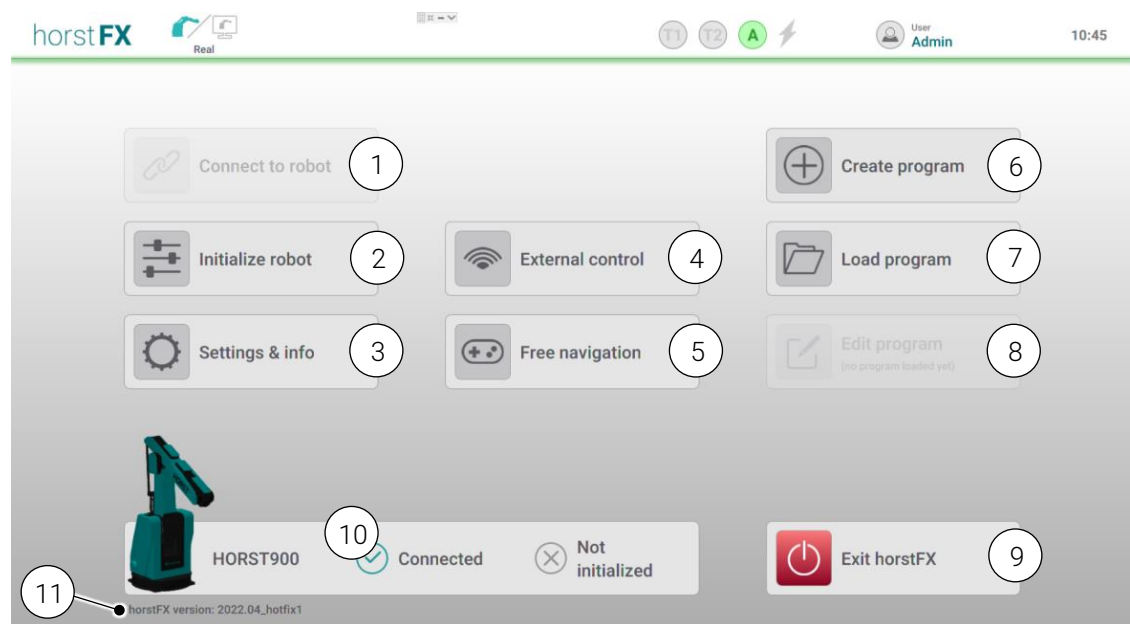 horstFX
Real
T1 T2 A
User
Admin
10:45
Connect to robot 1
Create program 6
Initialize robot 2
External control 4
Load program 7
Settings & info 3
Free navigation 5
Edit program
(no program loaded yet) 8
HORST900
10
Connected
Not
initialized
Exit horstFX 9
11
horstFX version: 2022.04_hotfix1